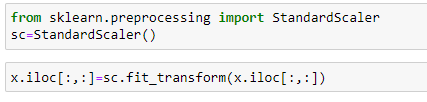 from sklearn.preprocessing import StandardScaler
sc=StandardScaler()
x.iloc[:,:]=sc.fit_transform(x.iloc[:,:])